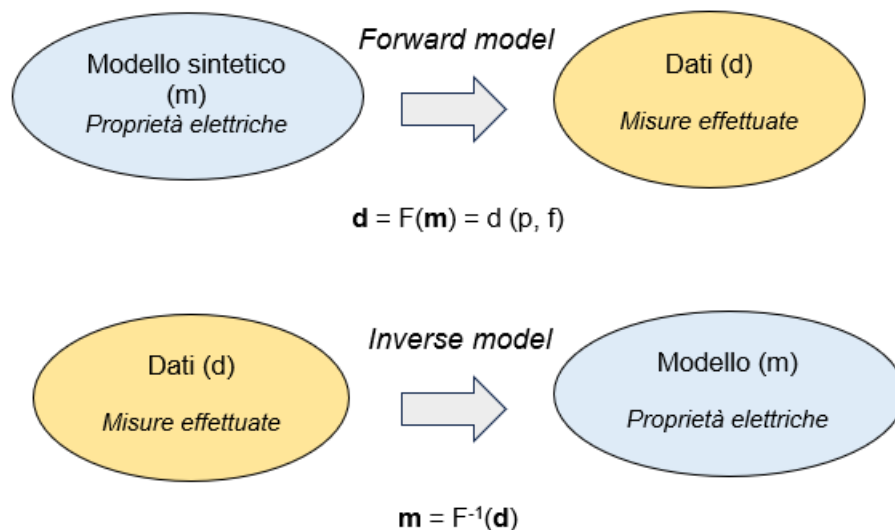 Modello sintetico
(m)
Proprietà elettriche
Forward model
Dati (d)
Misure effettuate
d = F(m) = d (p, f)
Dati (d)
Misure effettuate
Inverse model
Modello (m)
Proprietà elettriche
m = F⁻¹(d)